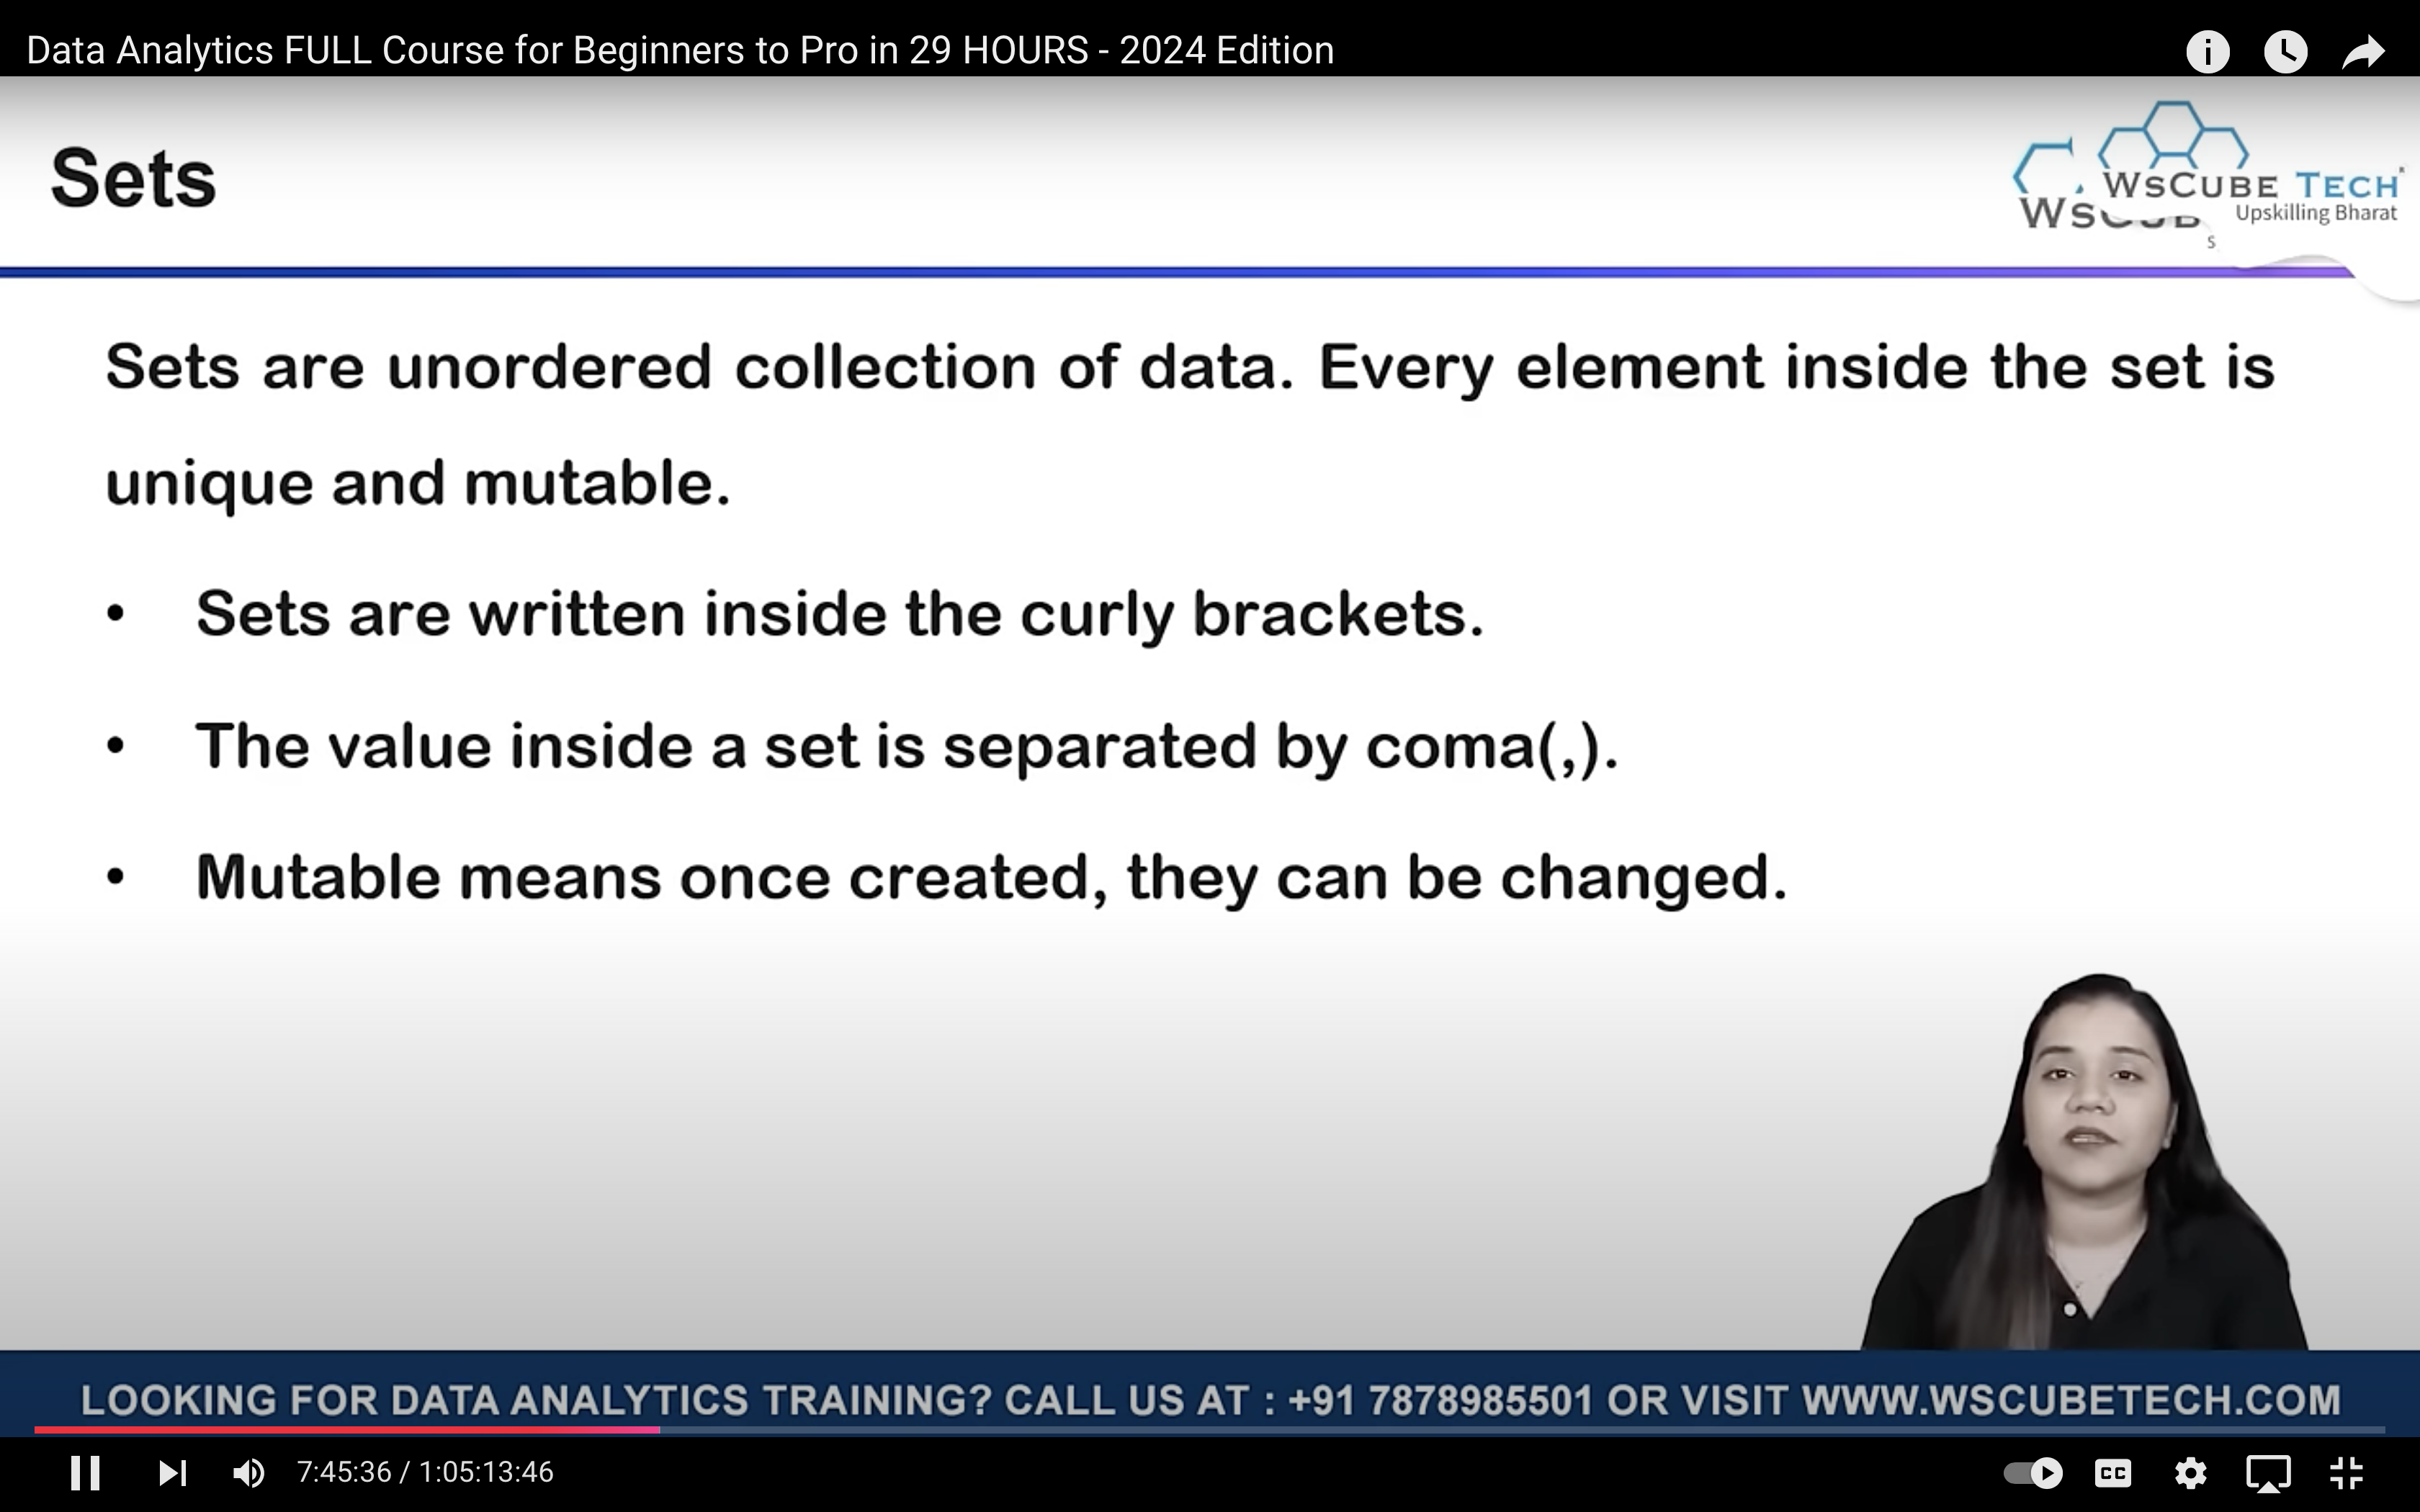 Data Analytics FULL Course for Beginners to Pro in 29 HOURS - 2024 Edition
Sets
WSCUBE TECH
Upskilling Bharat
Sets are unordered collection of data. Every element inside the set is
unique and mutable.
• Sets are written inside the curly brackets.
• The value inside a set is separated by coma(,).
• Mutable means once created, they can be changed.
LOOKING FOR DATA ANALYTICS TRAINING? CALL US AT : +91 7878985501 OR VISIT WWW.WSCUBETECH.COM
7:45:36 / 1:05:13:46
CC